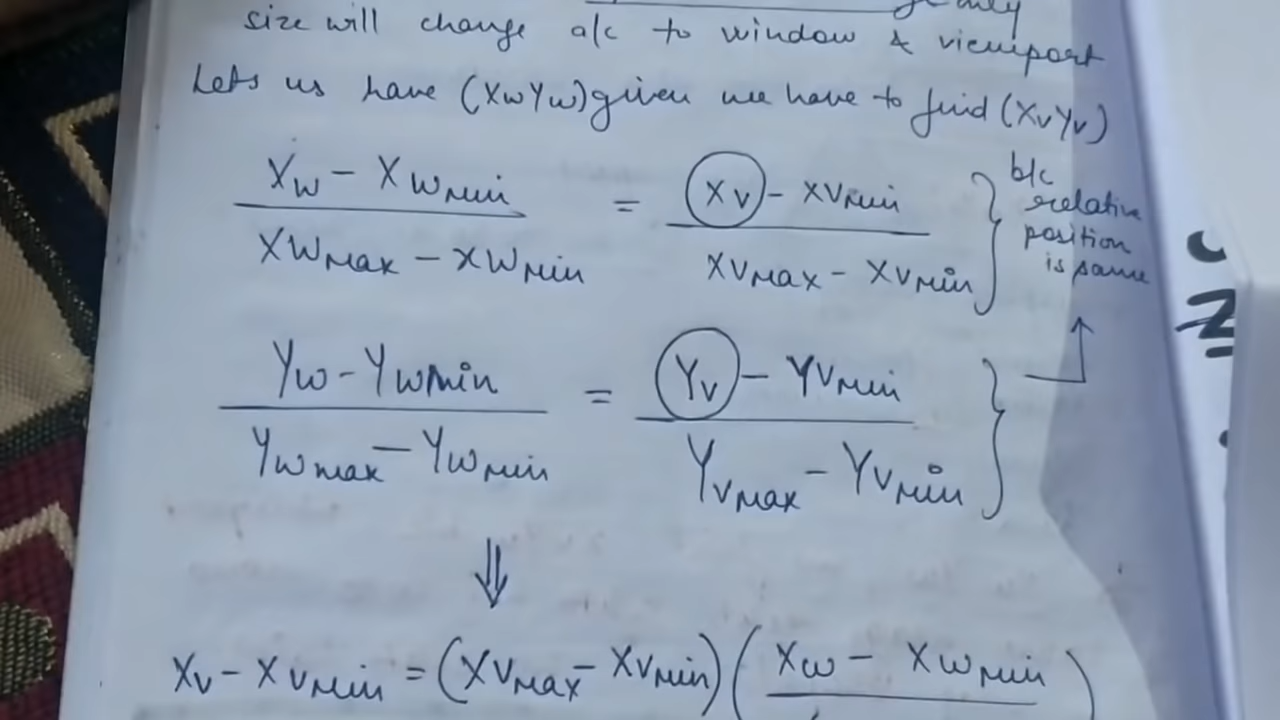 only
size will change a/c to window & viewport
Lets us have (XwYw) given we have to find (XvYv)
Xw - Xwmin = Xv - Xvmin
Xwmax - Xwmin Xvmax - Xvmin
b/c
relative
position
is same
Yw - Ywmin = Yv - Yvmin
Ywmax - Ywmin Yvmax - Yvmin
⇓
Xv - Xvmin = (Xvmax - Xvmin) (Xw - Xwmin)